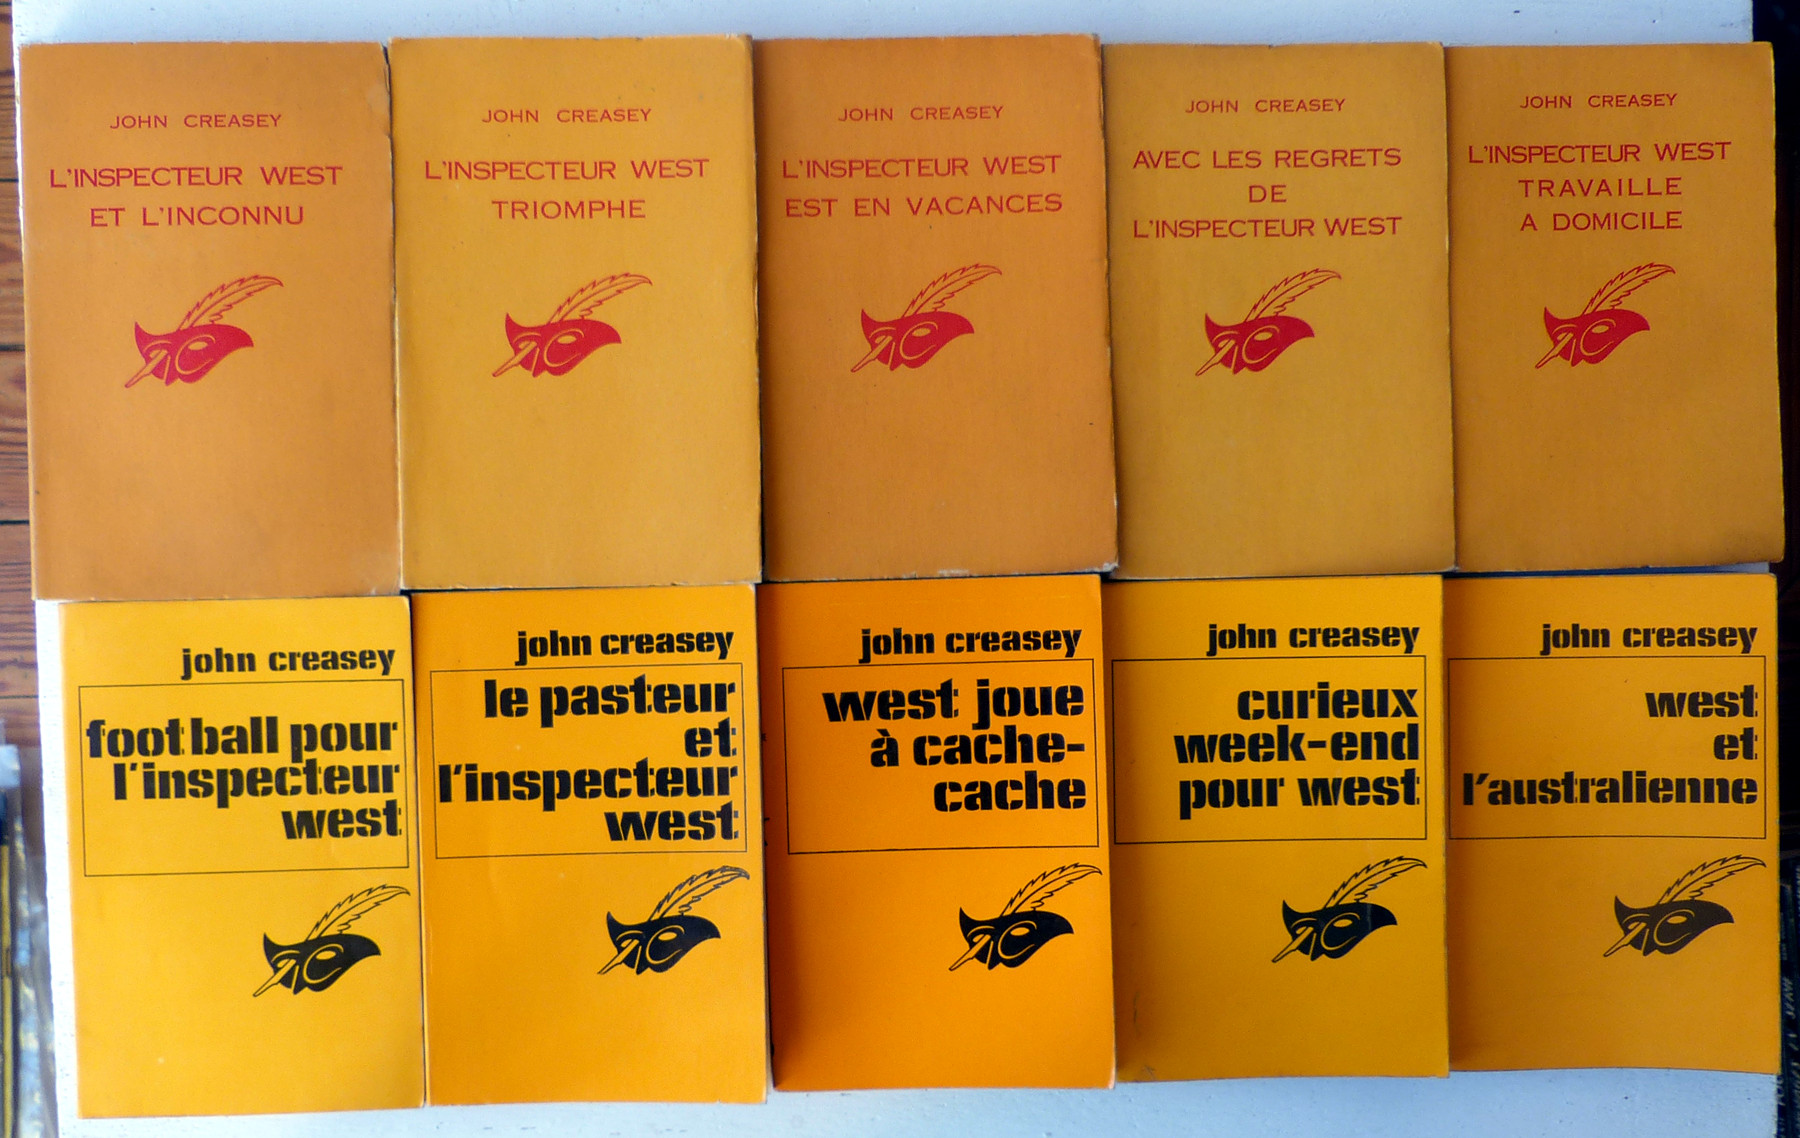 JOHN CREASEY
L'INSPECTEUR WEST
ET L'INCONNU
JOHN CREASEY
L'INSPECTEUR WEST
TRIOMPHE
JOHN CREASEY
L'INSPECTEUR WEST
EST EN VACANCES
JOHN CREASEY
AVEC LES REGRETS
DE
L'INSPECTEUR WEST
JOHN CREASEY
L'INSPECTEUR WEST
TRAVAILLE
A DOMICILE
john creasey
football pour
l'inspecteur
west
john creasey
le pasteur
et
l'inspecteur
west
john creasey
west joue
à cache-
cache
john creasey
curieux
week-end
pour west
john creasey
west
et
l'australienne